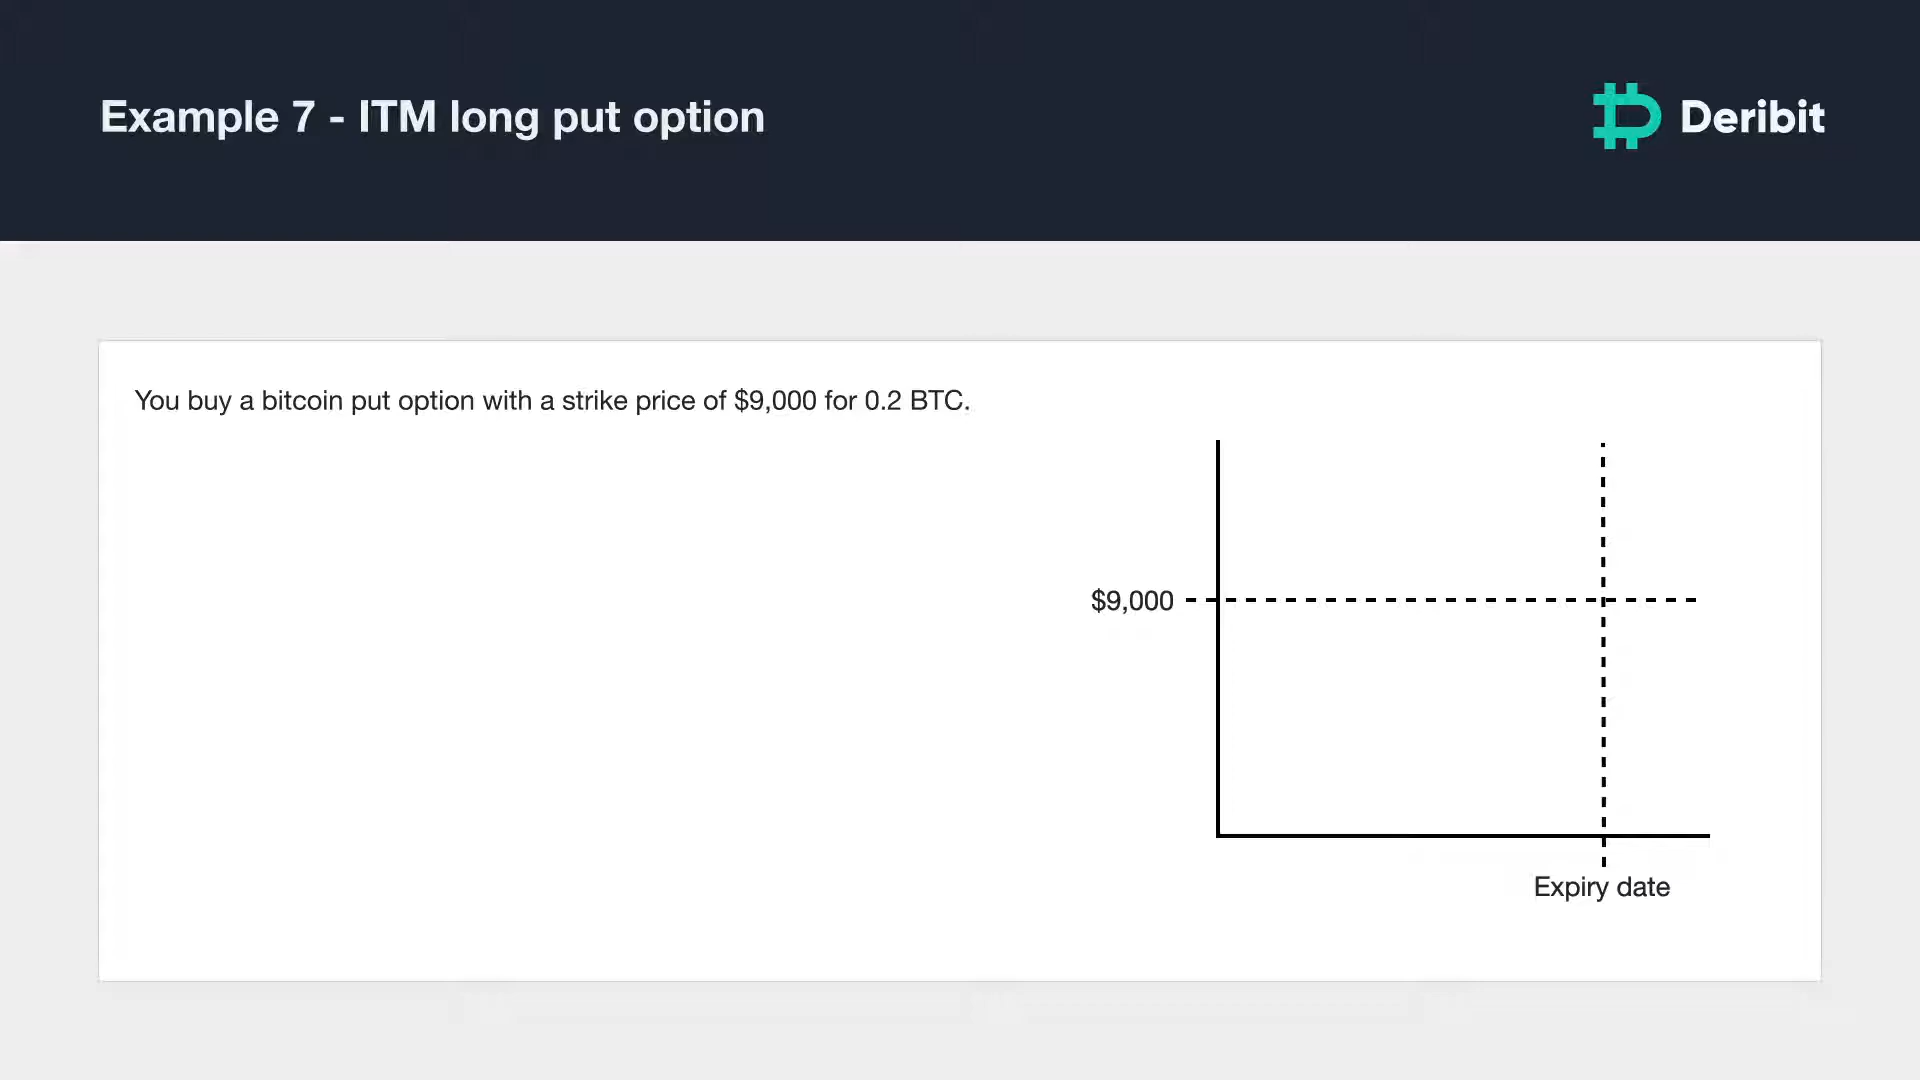 Example 7 - ITM long put option
Deribit
You buy a bitcoin put option with a strike price of $9,000 for 0.2 BTC.
$9,000
Expiry date